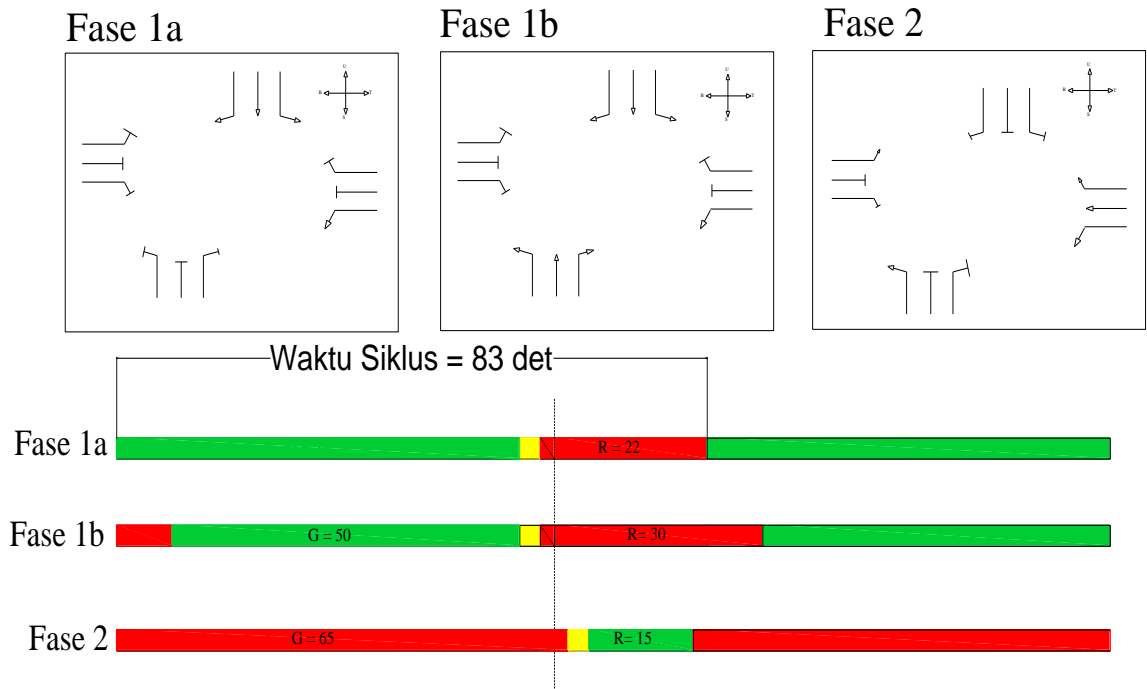 Fase 1a
Fase 1b
Fase 2
U
B T
S
U
B T
S
U
B T
S
Waktu Siklus = 83 det
Fase 1a
R = 22
Fase 1b
G = 50
R= 30
Fase 2
G = 65
R= 15